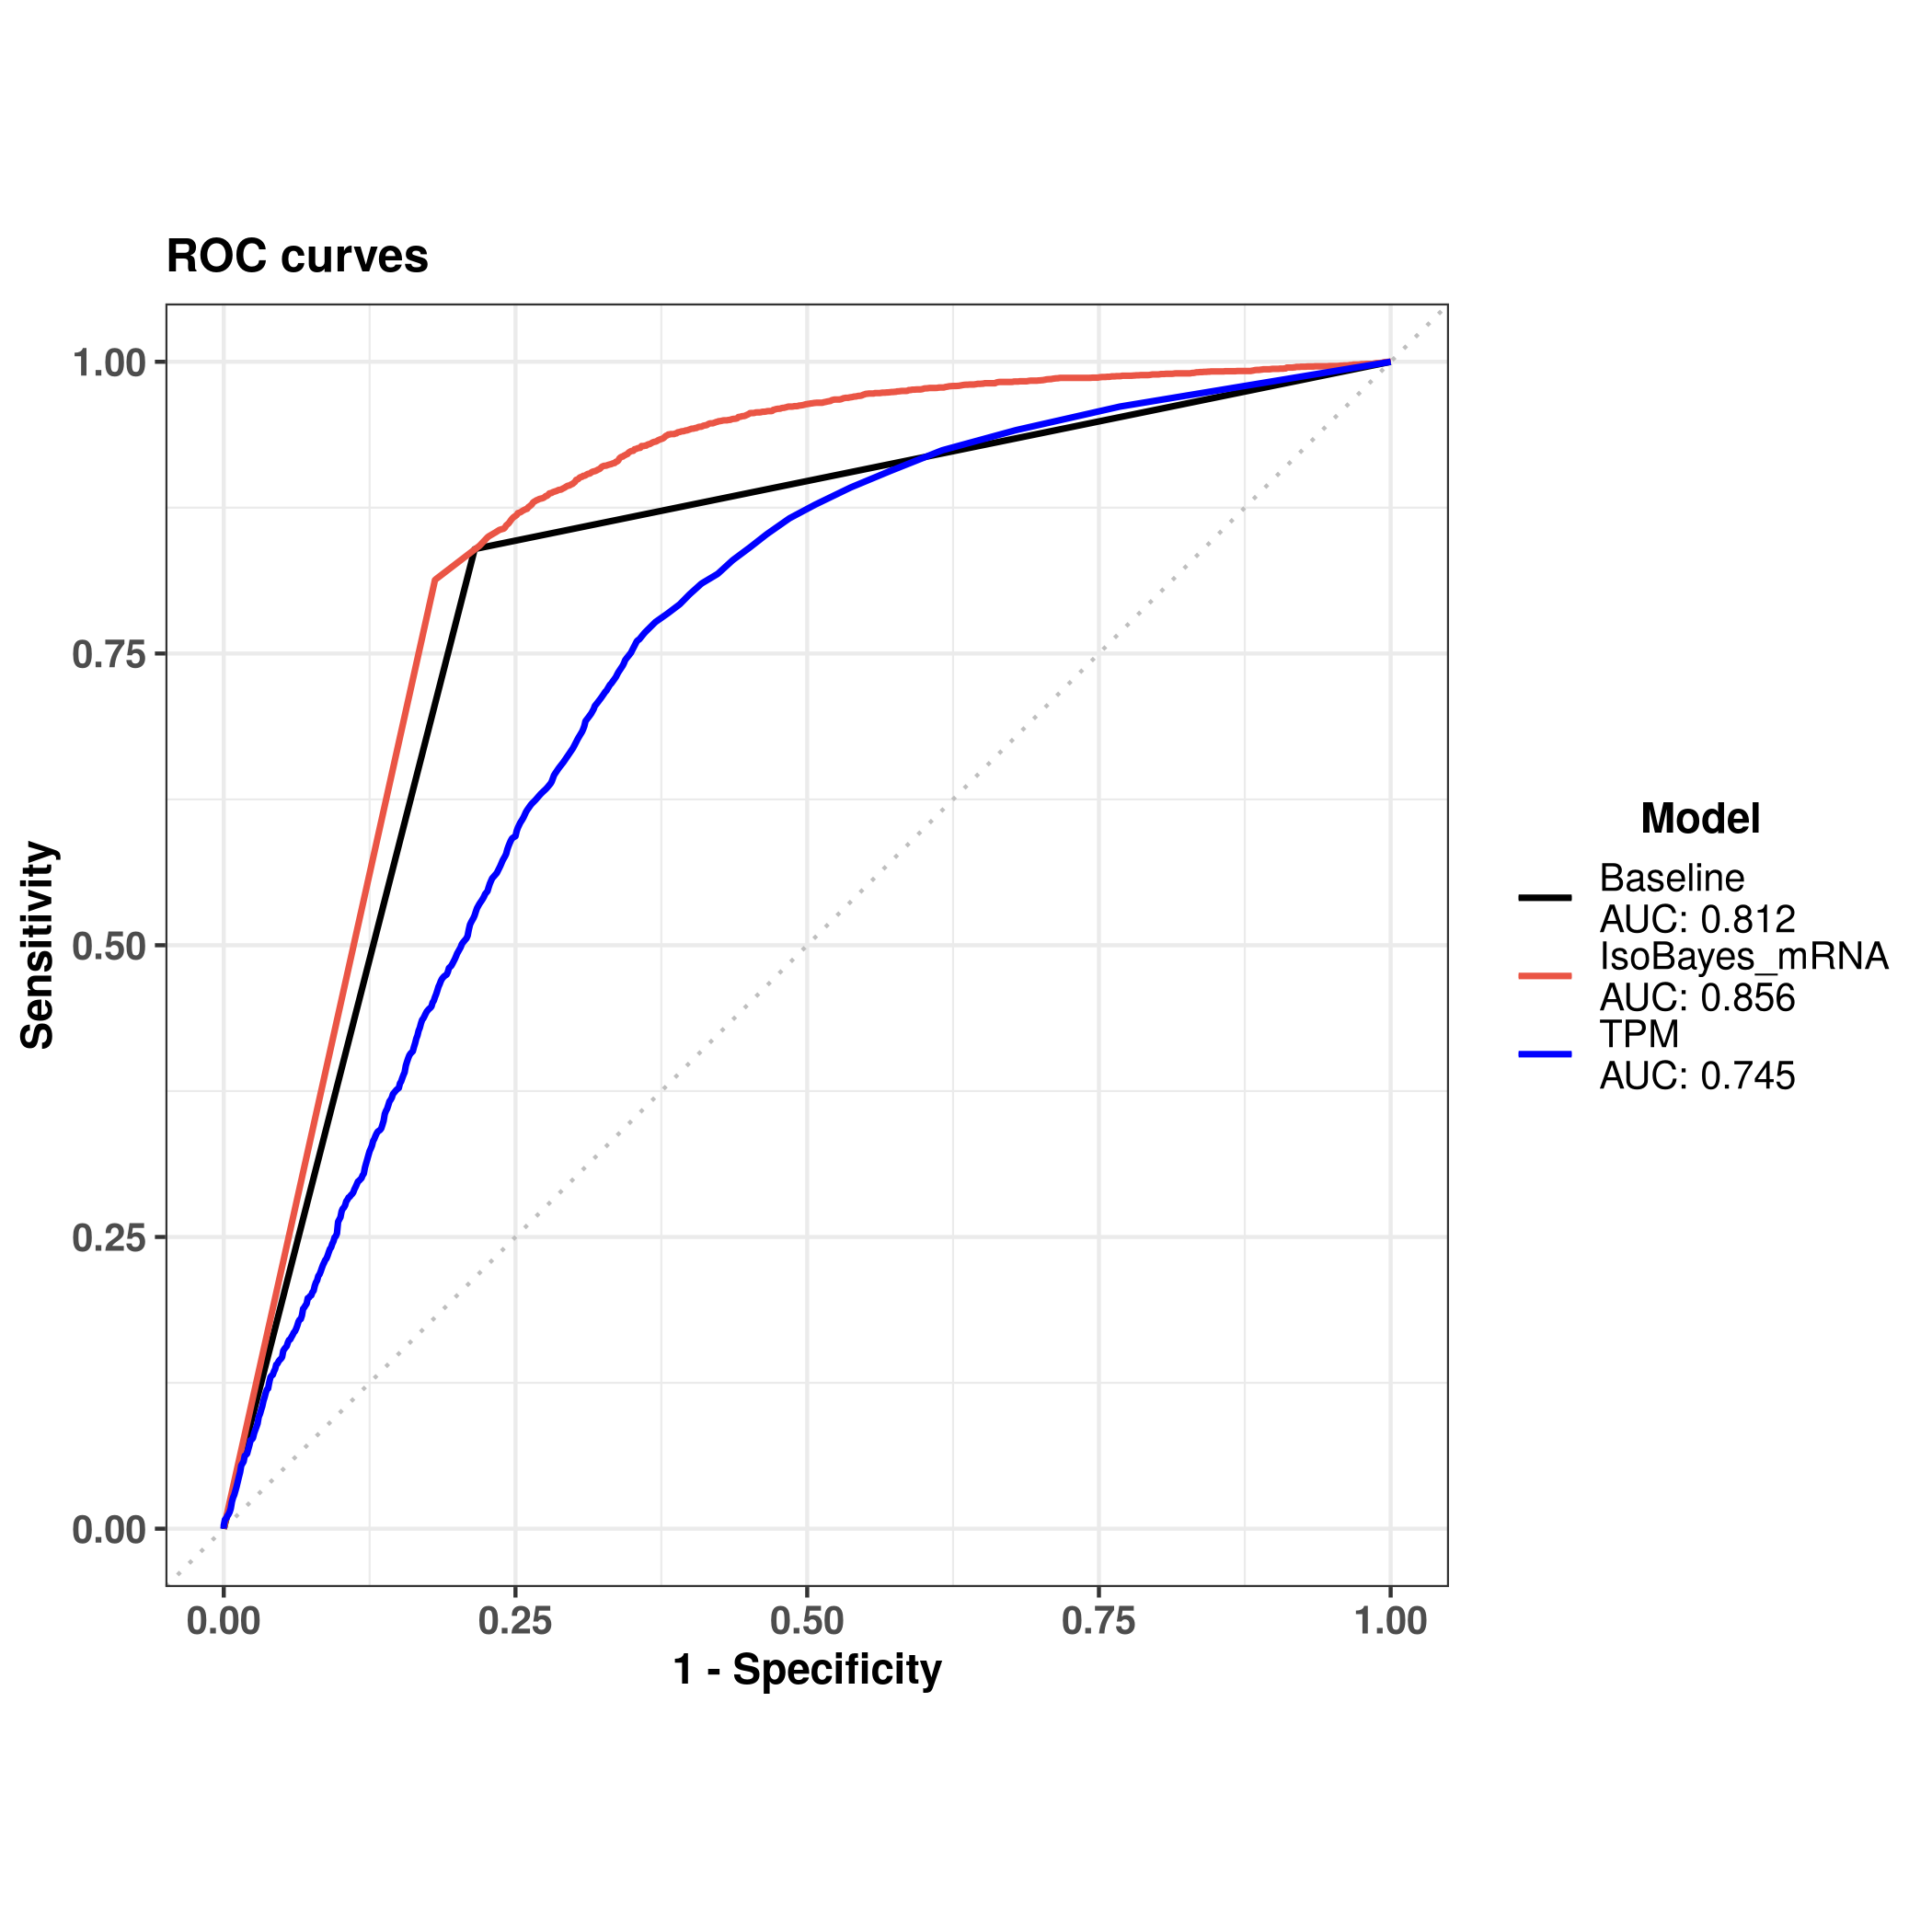 ROC curves
1.00
0.75
0.50
0.25
0.00
Sensitivity
0.00 0.25 0.50 0.75 1.00
1 - Specificity
Model
Baseline
AUC: 0.812
IsoBayes_mRNA
AUC: 0.856
TPM
AUC: 0.745